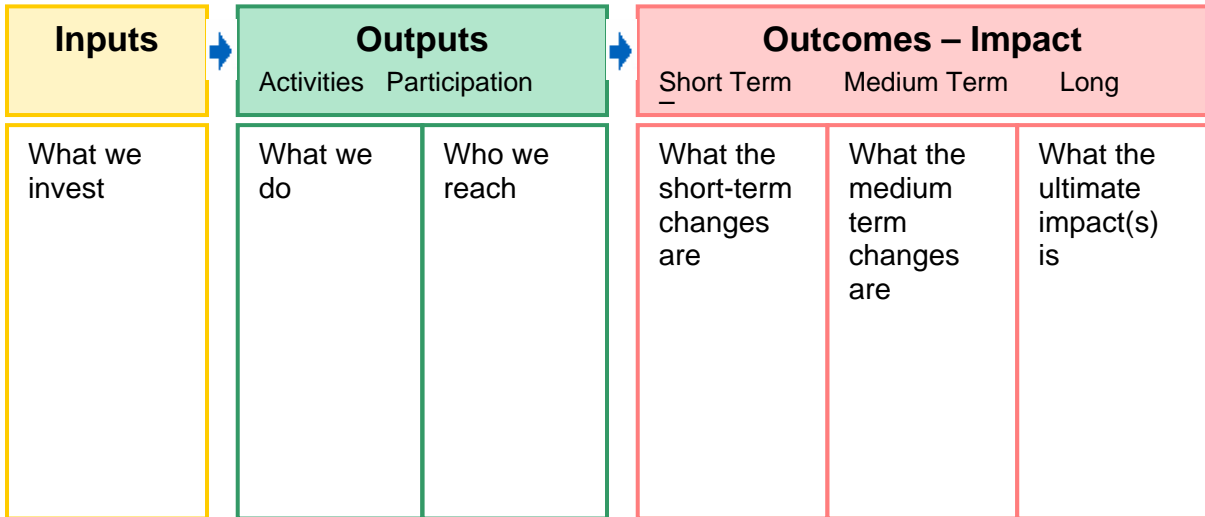 Inputs
Outputs
Activities Participation
Outcomes – Impact
Short Term Medium Term Long
What we
invest
What we
do
Who we
reach
What the
short-term
changes
are
What the
medium
term
changes
are
What the
ultimate
impact(s)
is